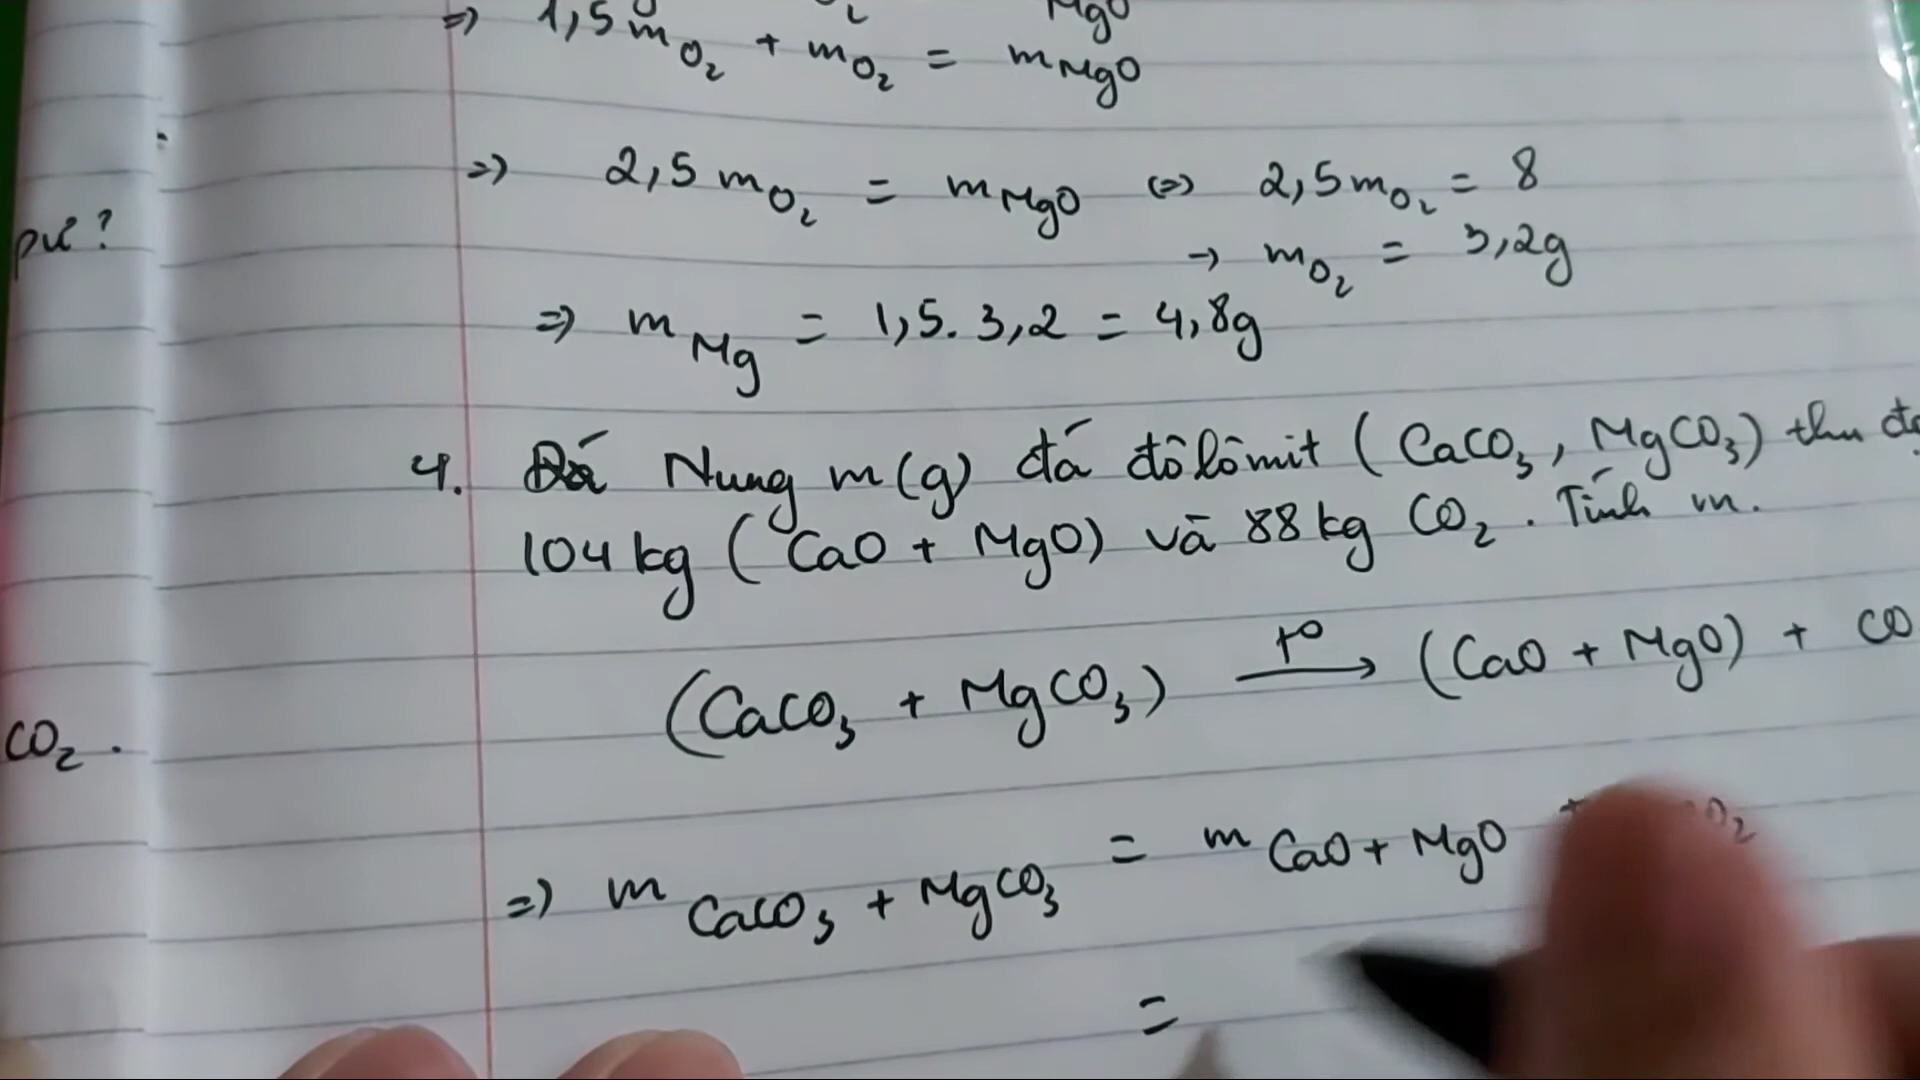 => 1,5 m O₂ + m O₂ = m MgO
=> 2,5 m O₂ = m MgO <=> 2,5 m O₂ = 8
pư?
-> m O₂ = 3,2g
=> m Mg = 1,5 . 3,2 = 4,8g
4. Nung m(g) đá đôlômit (CaCO₃, MgCO₃) thu
104 kg (CaO + MgO) và 88 kg CO₂. Tính m.
(CaCO₃ + MgCO₃) t° → (CaO + MgO) + CO
CO₂.
=> m CaCO₃ + MgCO₃ = m CaO + MgO
=